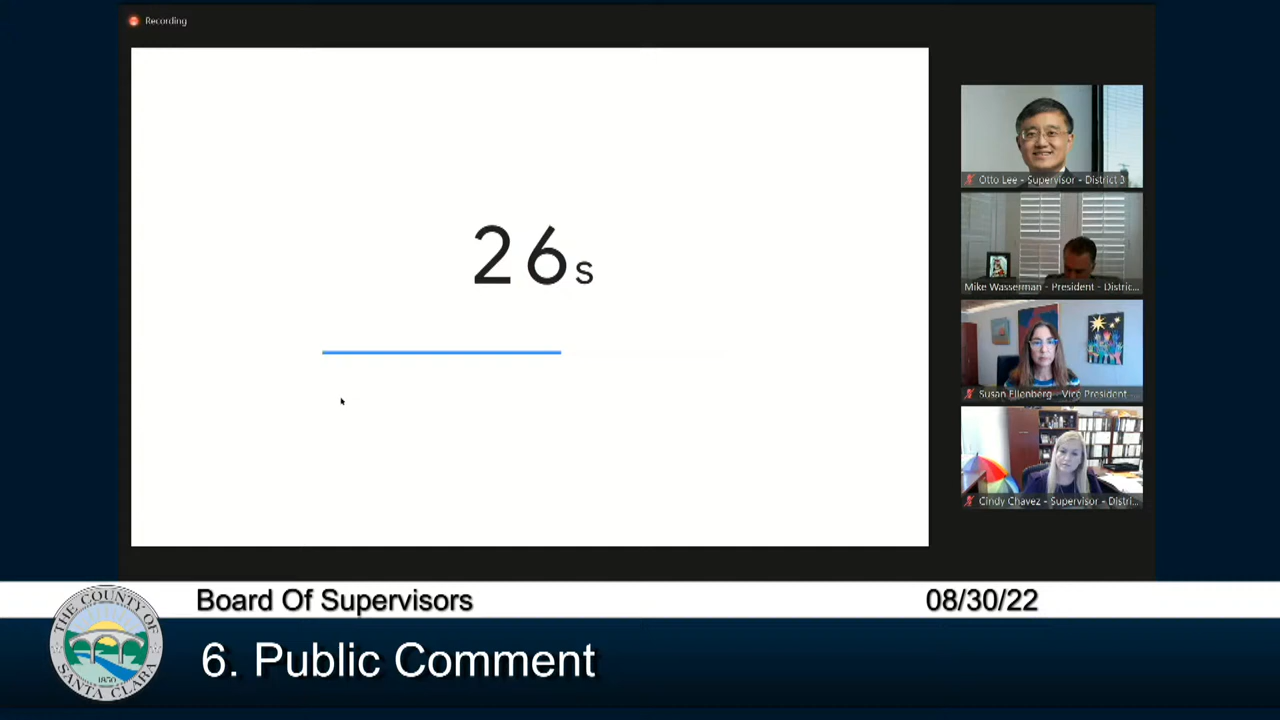 Recording
26s
Otto Lee - Supervisor - District 3
Mike Wasserman - President - Distric...
Susan Ellenberg - Vice President -...
Cindy Chavez - Supervisor - Distri...
Board Of Supervisors
08/30/22
THE COUNTY OF
SANTA CLARA
1850
6. Public Comment